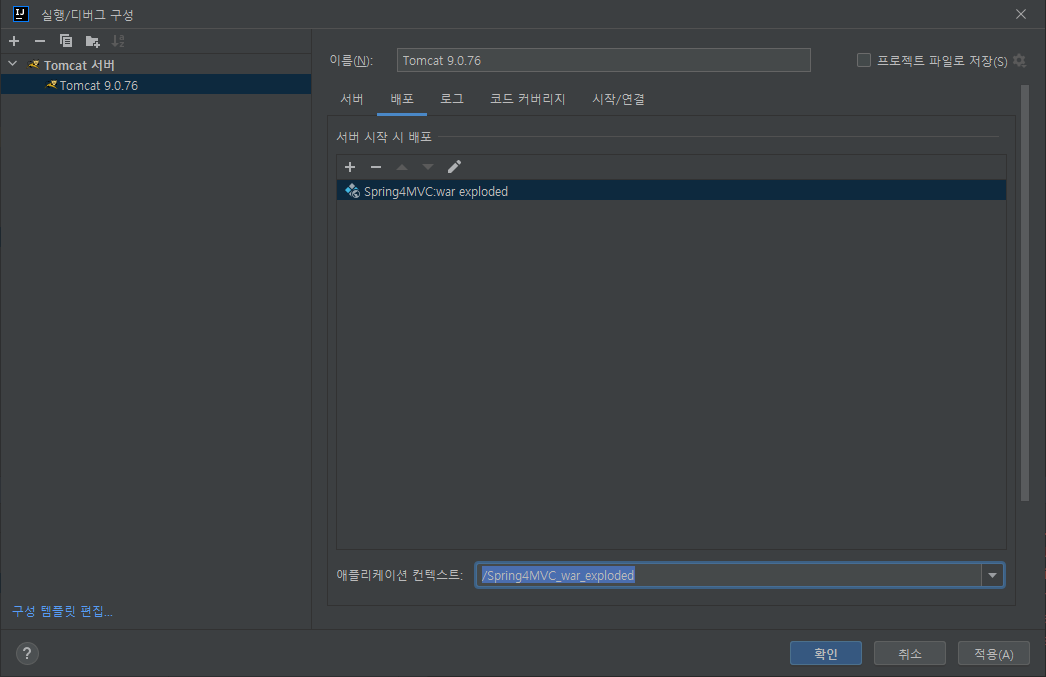 실행/디버그 구성
Tomcat 서버
Tomcat 9.0.76
구성 템플릿 편집...
이름(N): Tomcat 9.0.76 프로젝트 파일로 저장(S)
서버 배포 로그 코드 커버리지 시작/연결
서버 시작 시 배포
Spring4MVC:war exploded
애플리케이션 컨텍스트: /Spring4MVC_war_exploded
? 확인 취소 적용(A)